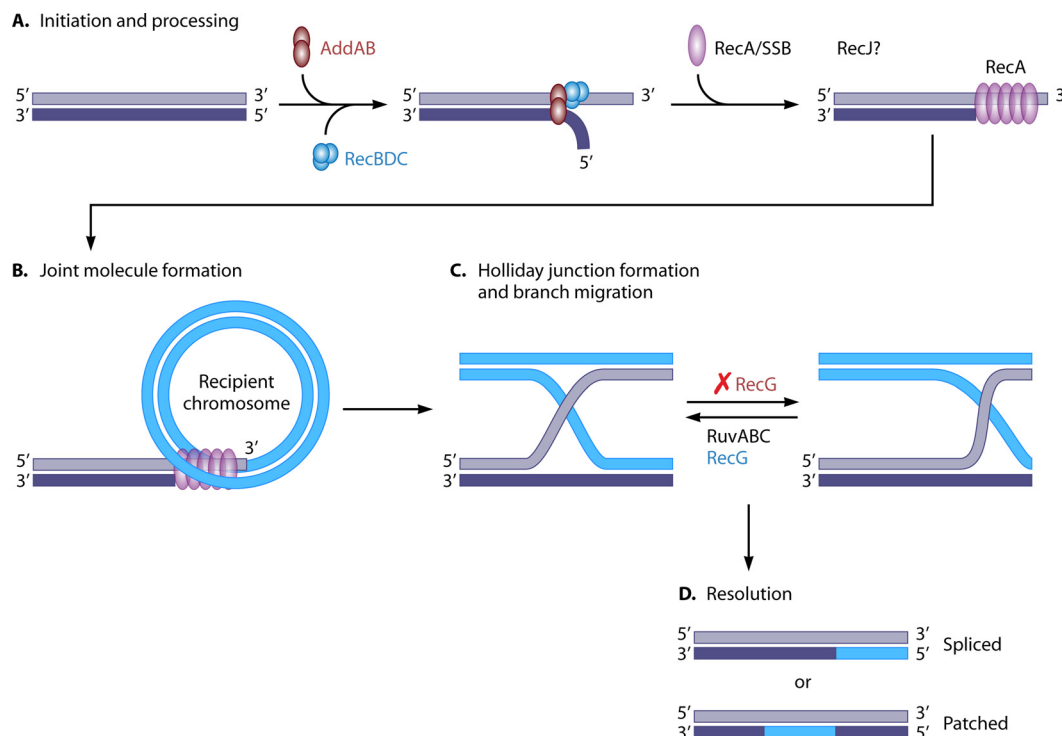 A. Initiation and processing
AddAB
RecA/SSB
RecJ?
RecA
5′ 3′
3′ 5′
5′ 3′
3′
5′
5′ 3′
3′
RecBDC
B. Joint molecule formation
Recipient
chromosome
3′
5′
3′
C. Holliday junction formation
and branch migration
✗ RecG
RuvABC
RecG
5′
3′
5′
3′
D. Resolution
5′ 3′
3′ 5′
Spliced
or
5′ 3′
3′ 5′
Patched